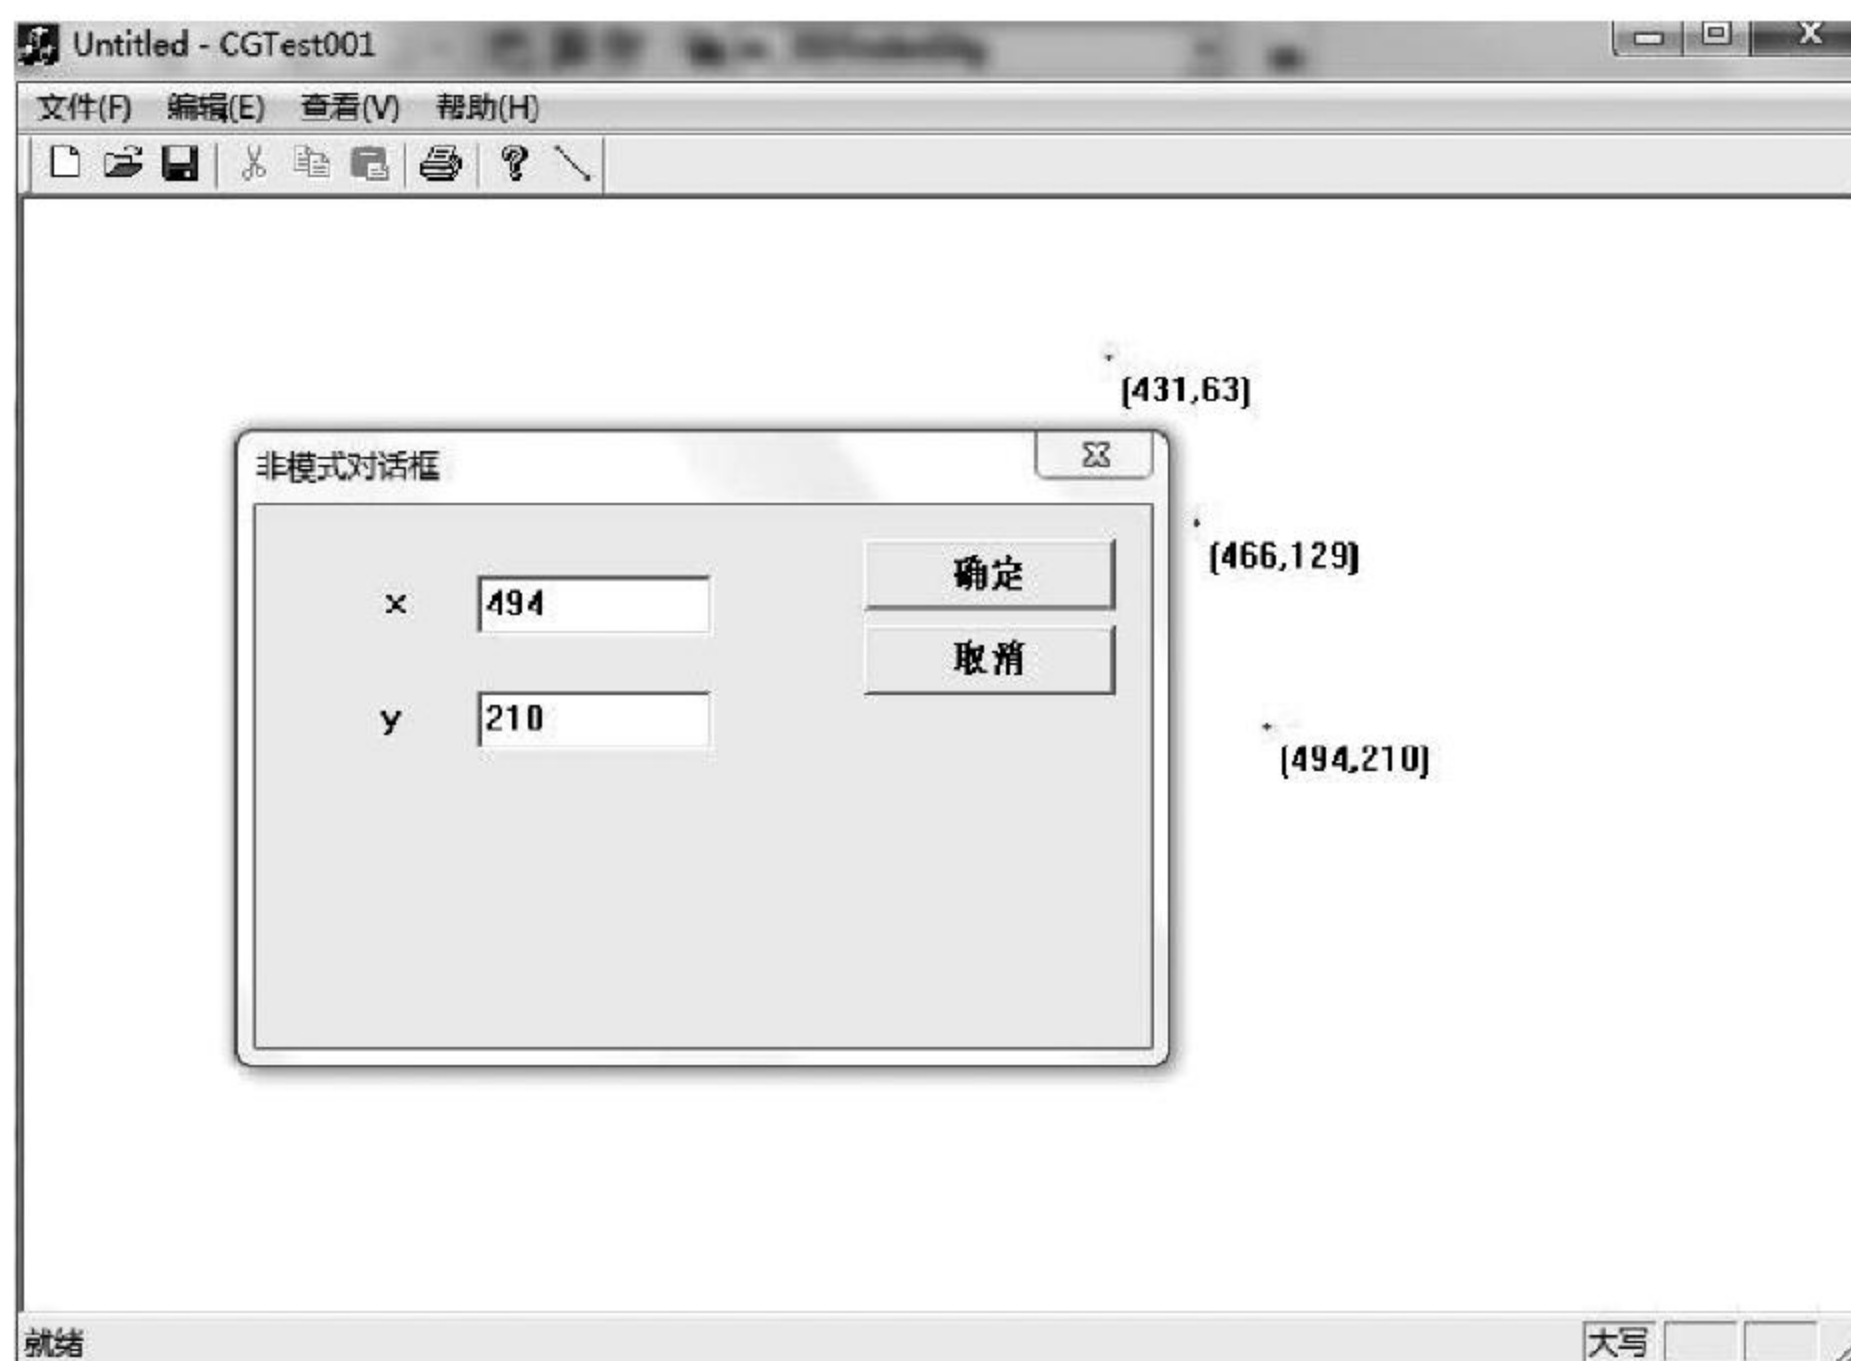 Untitled - CGTest001
文件(F) 编辑(E) 查看(V) 帮助(H)
(431,63)
非模式对话框
(466,129)
x 494
确定
取消
y 210
(494,210)
就绪
大写